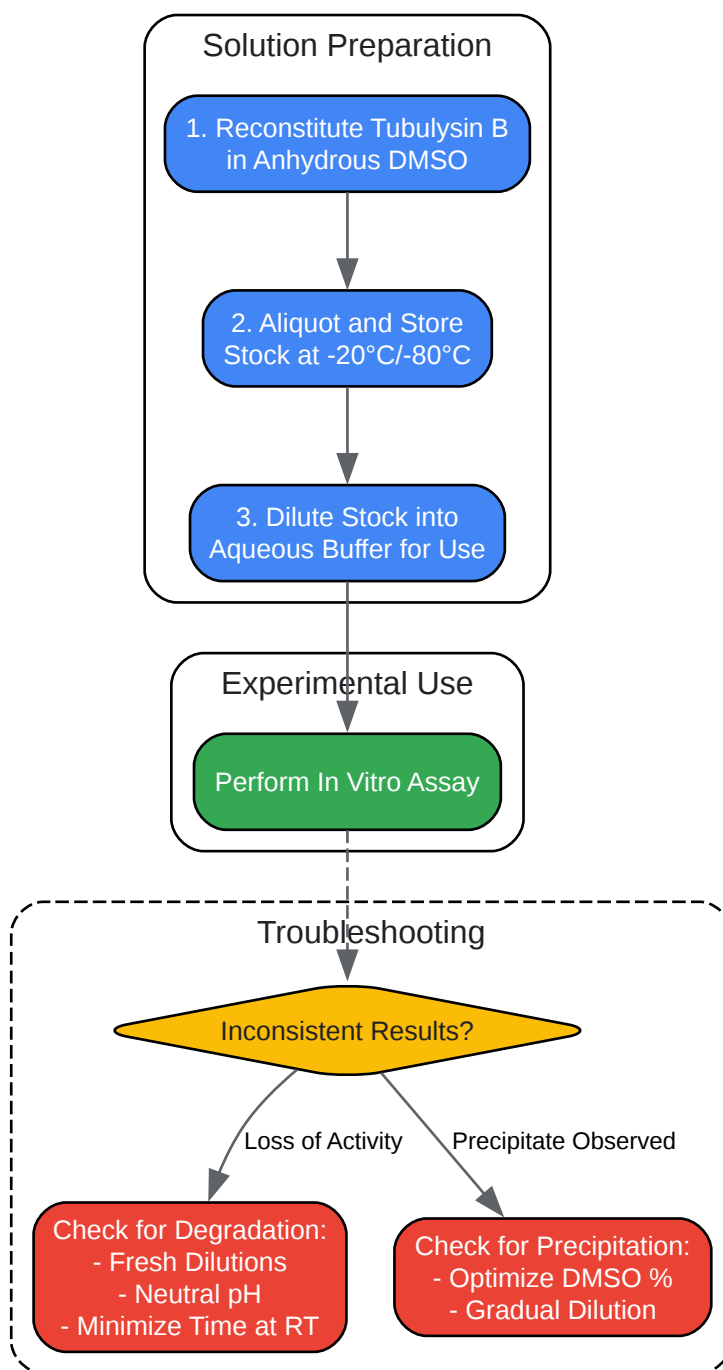 Solution Preparation
1. Reconstitute Tubulysin B
in Anhydrous DMSO
2. Aliquot and Store
Stock at -20°C/-80°C
3. Dilute Stock into
Aqueous Buffer for Use
Experimental Use
Perform In Vitro Assay
Troubleshooting
Inconsistent Results?
Loss of Activity
Precipitate Observed
Check for Degradation:
- Fresh Dilutions
- Neutral pH
- Minimize Time at RT
Check for Precipitation:
- Optimize DMSO %
- Gradual Dilution